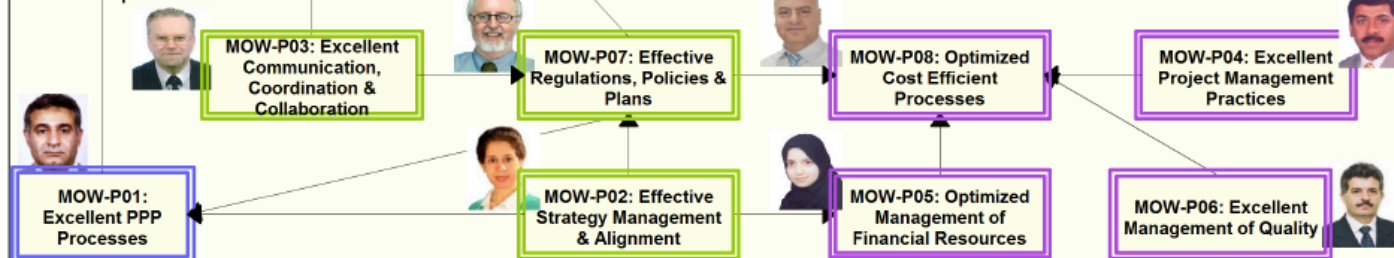 MOW-P03: Excellent
Communication,
Coordination &
Collaboration
MOW-P07: Effective
Regulations, Policies &
Plans
MOW-P08: Optimized
Cost Efficient
Processes
MOW-P04: Excellent
Project Management
Practices
MOW-P01:
Excellent PPP
Processes
MOW-P02: Effective
Strategy Management
& Alignment
MOW-P05: Optimized
Management of
Financial Resources
MOW-P06: Excellent
Management of Quality